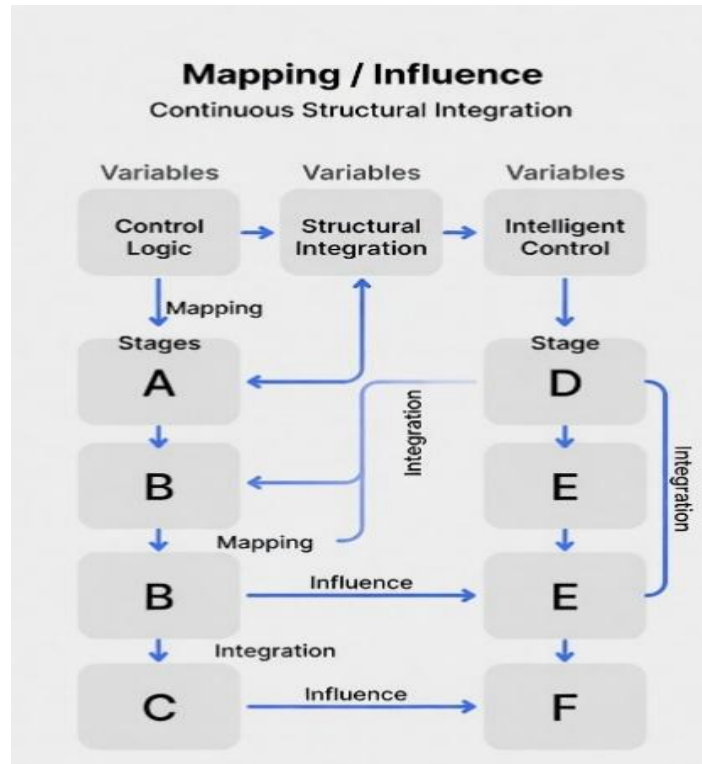 Mapping / Influence
Continuous Structural Integration
Variables
Variables
Variables
Control
Logic
Structural
Integration
Intelligent
Control
Mapping
Stages
A
Stage
D
Integration
Integration
B
E
Mapping
B
Influence
E
Integration
C
Influence
F